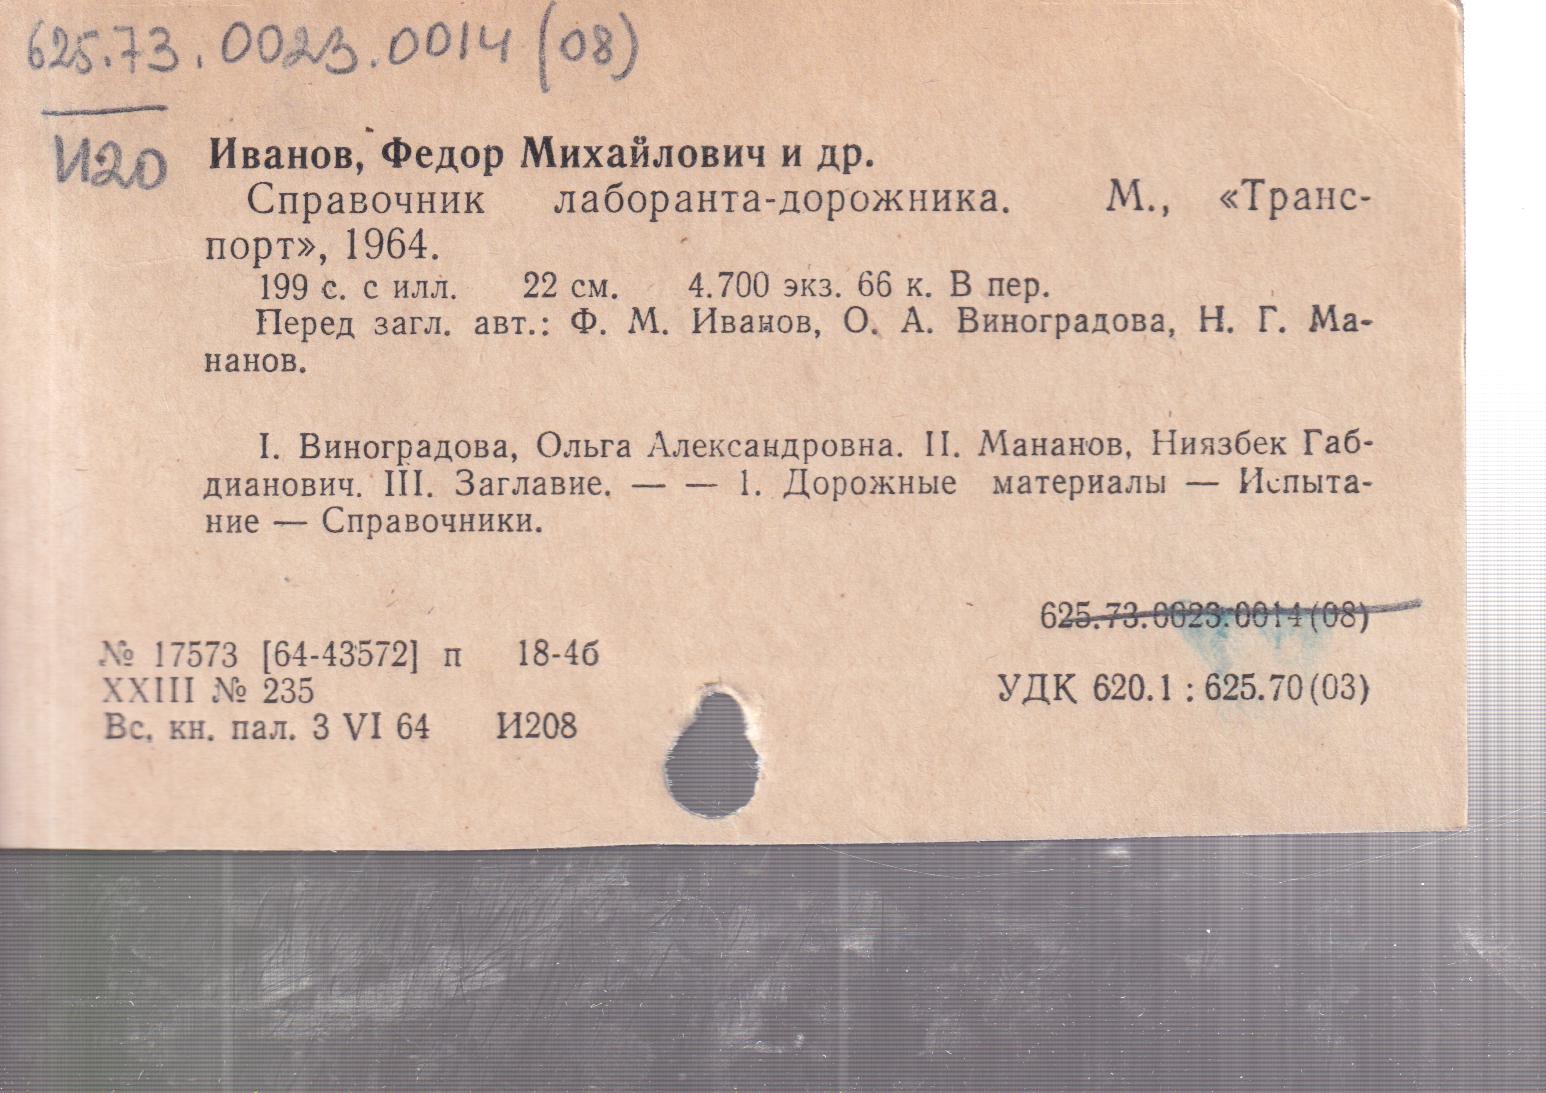 625.73.0023.0014 (08)
И20
Иванов, Федор Михайлович и др.
Справочник лаборанта-дорожника. М., «Транс-
порт», 1964.
199 с. с илл. 22 см. 4.700 экз. 66 к. В пер.
Перед загл. авт.: Ф. М. Иванов, О. А. Виноградова, Н. Г. Ма-
нанов.
I. Виноградова, Ольга Александровна. II. Мананов, Ниязбек Габ-
дианович. III. Заглавие. — — 1. Дорожные материалы — Испыта-
ние — Справочники.
625.73.0023.0014(08)
№ 17573 [64-43572] п 18-4б
XXIII № 235
УДК 620.1 : 625.70(03)
Вс. кн. пал. 3 VI 64 И208